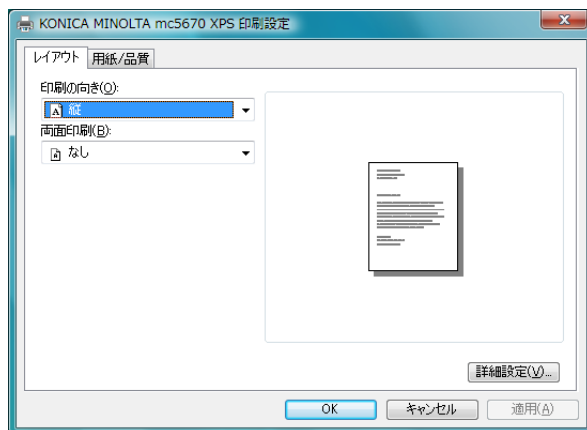 KONICA MINOLTA mc5670 XPS 印刷設定
レイアウト 用紙/品質
印刷の向き(O):
A 縦
両面印刷(B):
A なし
詳細設定(V)...
OK キャンセル 適用(A)